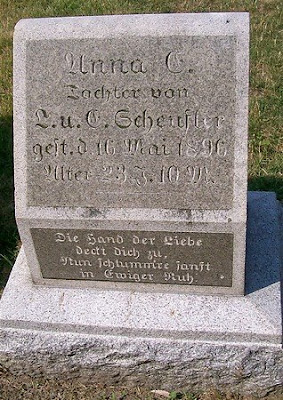 Anna C.
Tochter von
L. u. C. Scheufler
gest. d. 16 Mai 1896
Alter 23 J. 10 M.
Die Hand der Liebe
deckt dich zu.
Nun schlummre sanft
in Ewiger Ruh.